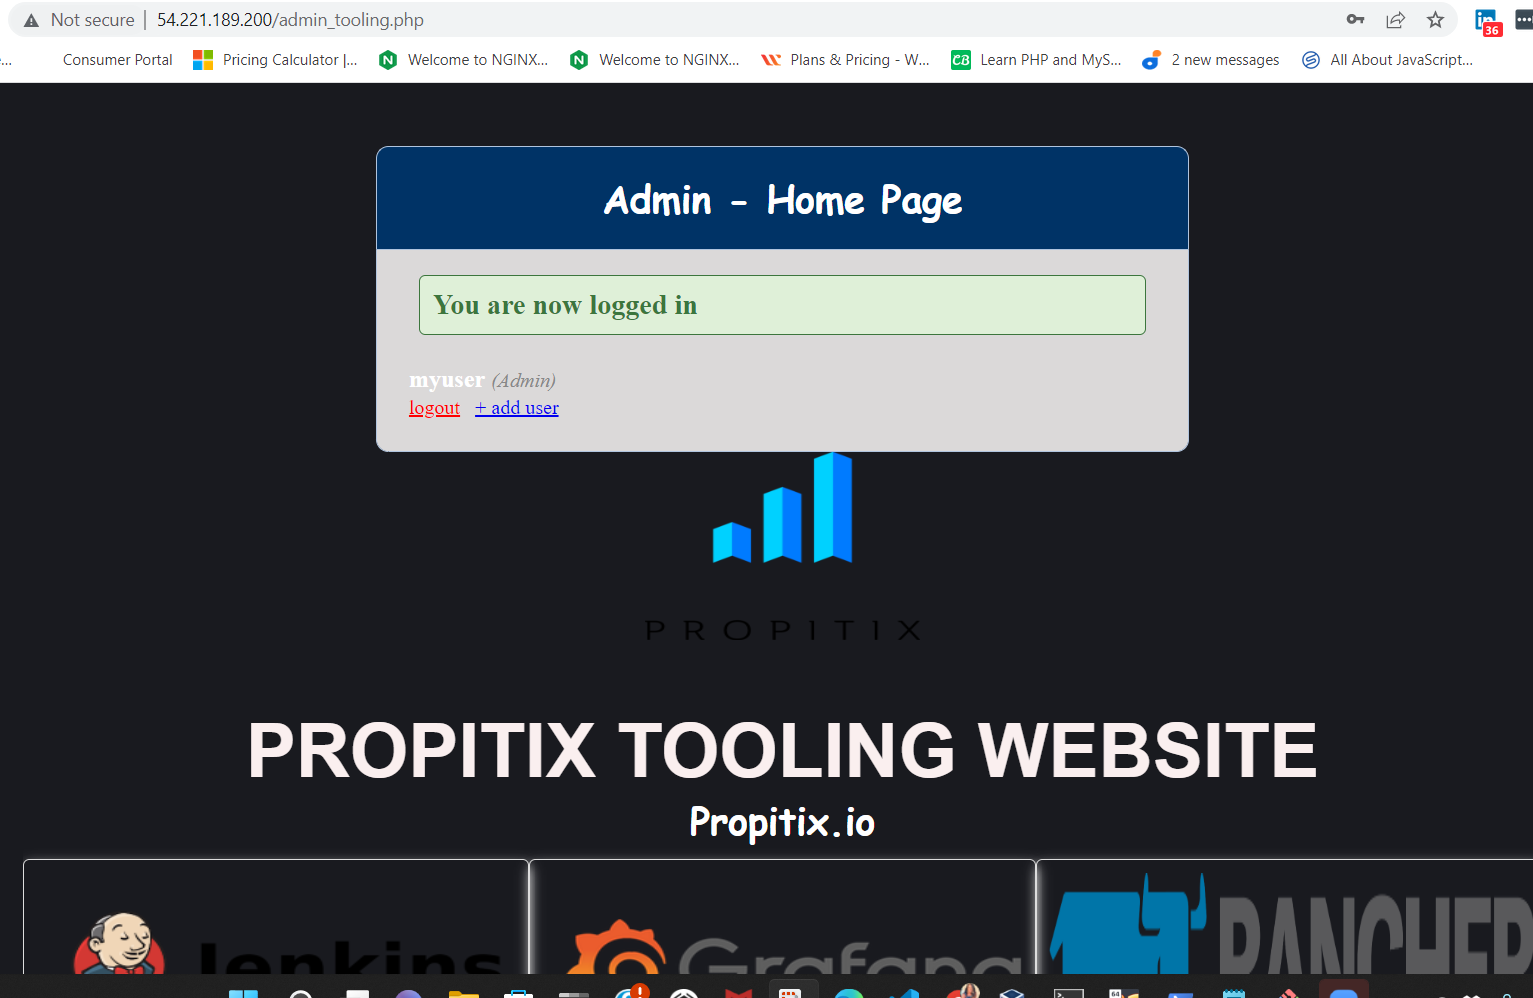 Not secure | 54.221.189.200/admin_tooling.php
36
e... Consumer Portal Pricing Calculator |... Welcome to NGINX... Welcome to NGINX... Plans & Pricing - W... Learn PHP and MyS... 2 new messages All About JavaScript...
Admin - Home Page
You are now logged in
myuser (Admin)
logout + add user
PROPITIX
PROPITIX TOOLING WEBSITE
Propitix.io
Jenkins Grafana RANCHER
64